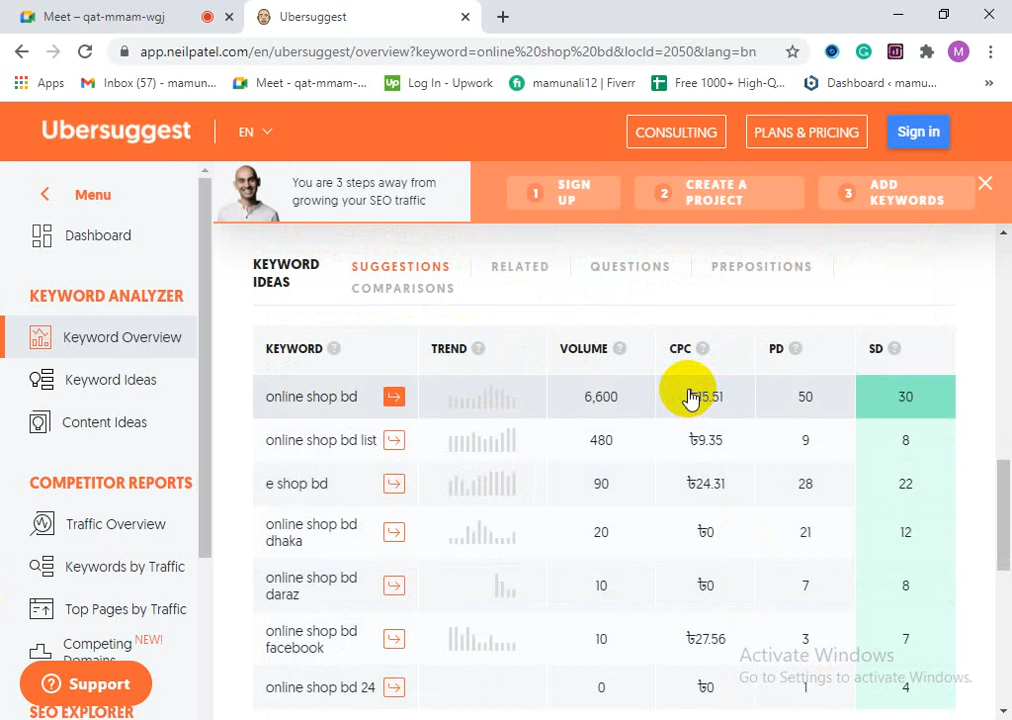 Meet – qat-mmam-wgj
Ubersuggest
app.neilpatel.com/en/ubersuggest/overview?keyword=online%20shop%20bd&locId=2050&lang=bn
M
Apps
Inbox (57) - mamun...
Meet - qat-mmam-...
Up Log In - Upwork
mamunali12 | Fiverr
Free 1000+ High-Q...
Dashboard ‹ mamu...
»
Ubersuggest
EN
CONSULTING
PLANS & PRICING
Sign in
Menu
Dashboard
KEYWORD ANALYZER
Keyword Overview
Keyword Ideas
Content Ideas
COMPETITOR REPORTS
Traffic Overview
Keywords by Traffic
Top Pages by Traffic
Competing NEW!
Domains
? Support
SEO EXPLORER
You are 3 steps away from
growing your SEO traffic
1 SIGN
UP
2 CREATE A
PROJECT
3 ADD
KEYWORDS
KEYWORD
IDEAS
SUGGESTIONS
RELATED
QUESTIONS
PREPOSITIONS
COMPARISONS
KEYWORD ? TREND ? VOLUME ? CPC ? PD ? SD ?
online shop bd 6,600 15.51 50 30
online shop bd list 480 ৳9.35 9 8
e shop bd 90 ৳24.31 28 22
online shop bd
dhaka
20 ৳0 21 12
online shop bd
daraz
10 ৳0 7 8
online shop bd
facebook
10 ৳27.56 3 7
online shop bd 24 0 ৳0 1 4
Activate Windows
Go to Settings to activate Windows.